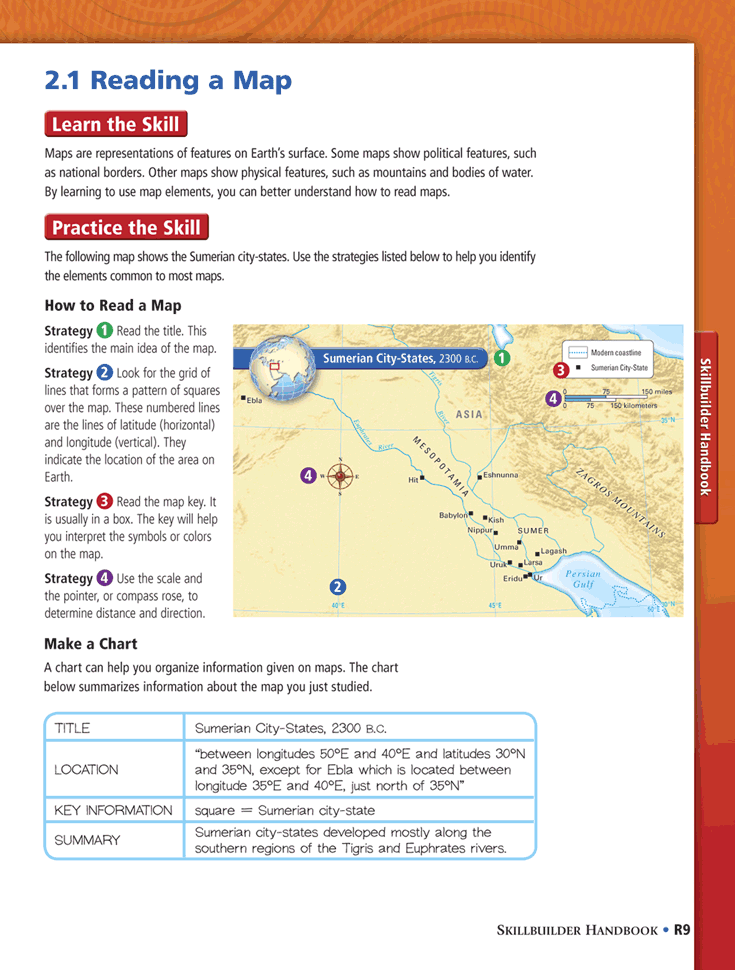 2.1 Reading a Map
Learn the Skill
Maps are representations of features on Earth's surface. Some maps show political features, such
as national borders. Other maps show physical features, such as mountains and bodies of water.
By learning to use map elements, you can better understand how to read maps.
Practice the Skill
The following map shows the Sumerian city-states. Use the strategies listed below to help you identify
the elements common to most maps.
How to Read a Map
Strategy 1 Read the title. This
identifies the main idea of the map.
Strategy 2 Look for the grid of
lines that forms a pattern of squares
over the map. These numbered lines
are the lines of latitude (horizontal)
and longitude (vertical). They
indicate the location of the area on
Earth.
Strategy 3 Read the map key. It
is usually in a box. The key will help
you interpret the symbols or colors
on the map.
Strategy 4 Use the scale and
the pointer, or compass rose, to
determine distance and direction.
Sumerian City-States, 2300 B.C.
1
Modern coastline
3
Sumerian City-State
4
0 75 150 miles
0 75 150 kilometers
Ebla
Tigris
River
ASIA
35°N
Euphrates
River
MESOPOTAMIA
N
4
W
E
S
Hit
Eshnunna
ZAGROS MOUNTAINS
Babylon
Kish
Nippur
SUMER
Umma
Lagash
Uruk
Larsa
Eridu
Ur
Persian
Gulf
2
40°E
45°E
50°E
30°N
Make a Chart
A chart can help you organize information given on maps. The chart
below summarizes information about the map you just studied.
TITLE
Sumerian City-States, 2300 B.C.
LOCATION
"between longitudes 50°E and 40°E and latitudes 30°N
and 35°N, except for Ebla which is located between
longitude 35°E and 40°E, just north of 35°N"
KEY INFORMATION
square = Sumerian city-state
SUMMARY
Sumerian city-states developed mostly along the
southern regions of the Tigris and Euphrates rivers.
Skillbuilder Handbook
SKILLBUILDER HANDBOOK • R9